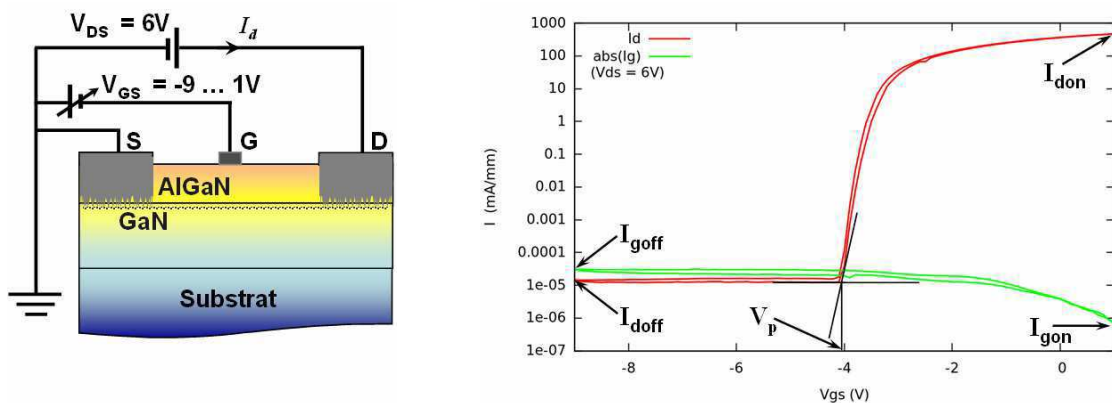 V_DS = 6V
I_d
V_GS = -9 ... 1V
S
G
D
AlGaN
GaN
Substrat
1000
100
10
1
0.1
0.01
0.001
0.0001
1e-05
1e-06
1e-07
I (mA/mm)
Id
abs(Ig)
(Vds = 6V)
I_don
I_goff
I_doff
V_p
I_gon
-8
-6
-4
-2
0
Vgs (V)